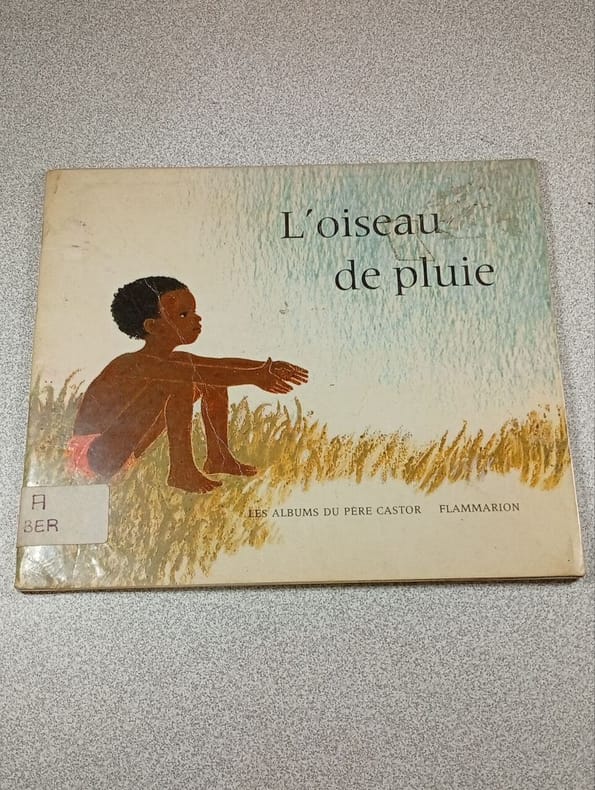 L'oiseau
de pluie
LES ALBUMS DU PÈRE CASTOR FLAMMARION
A
BER